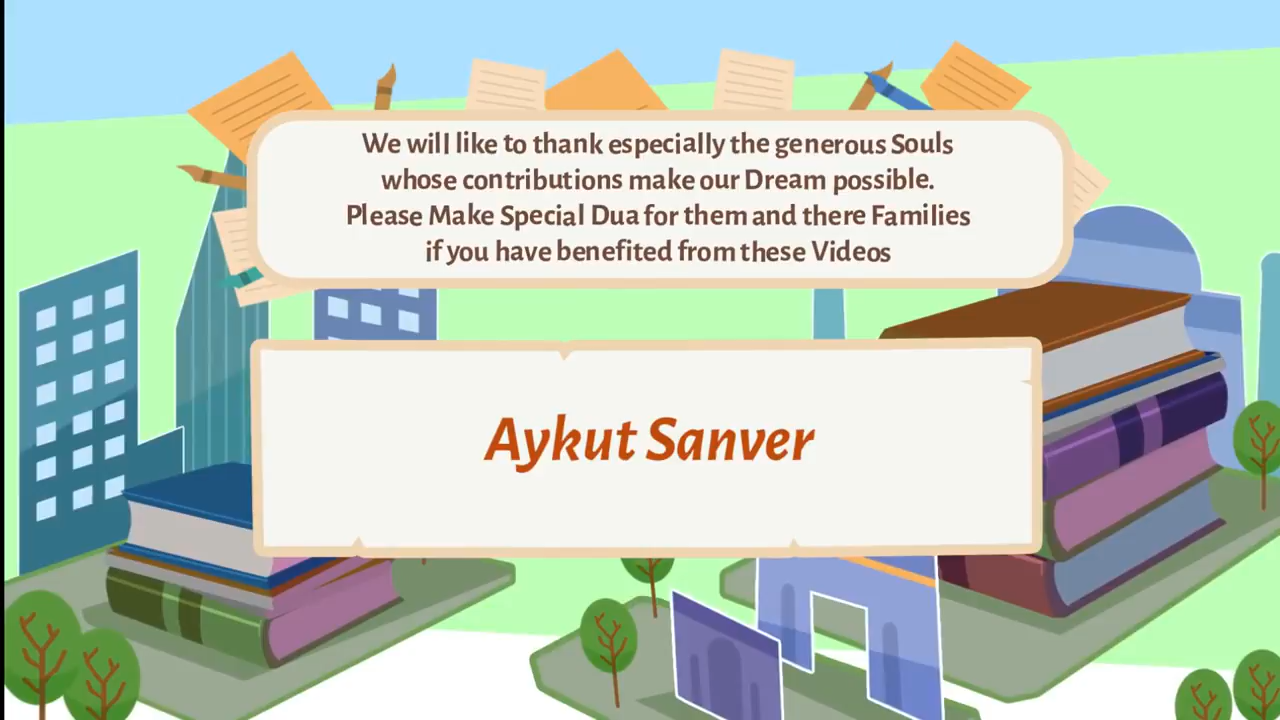 We will like to thank especially the generous Souls
whose contributions make our Dream possible.
Please Make Special Dua for them and there Families
if you have benefited from these Videos
Aykut Sanver